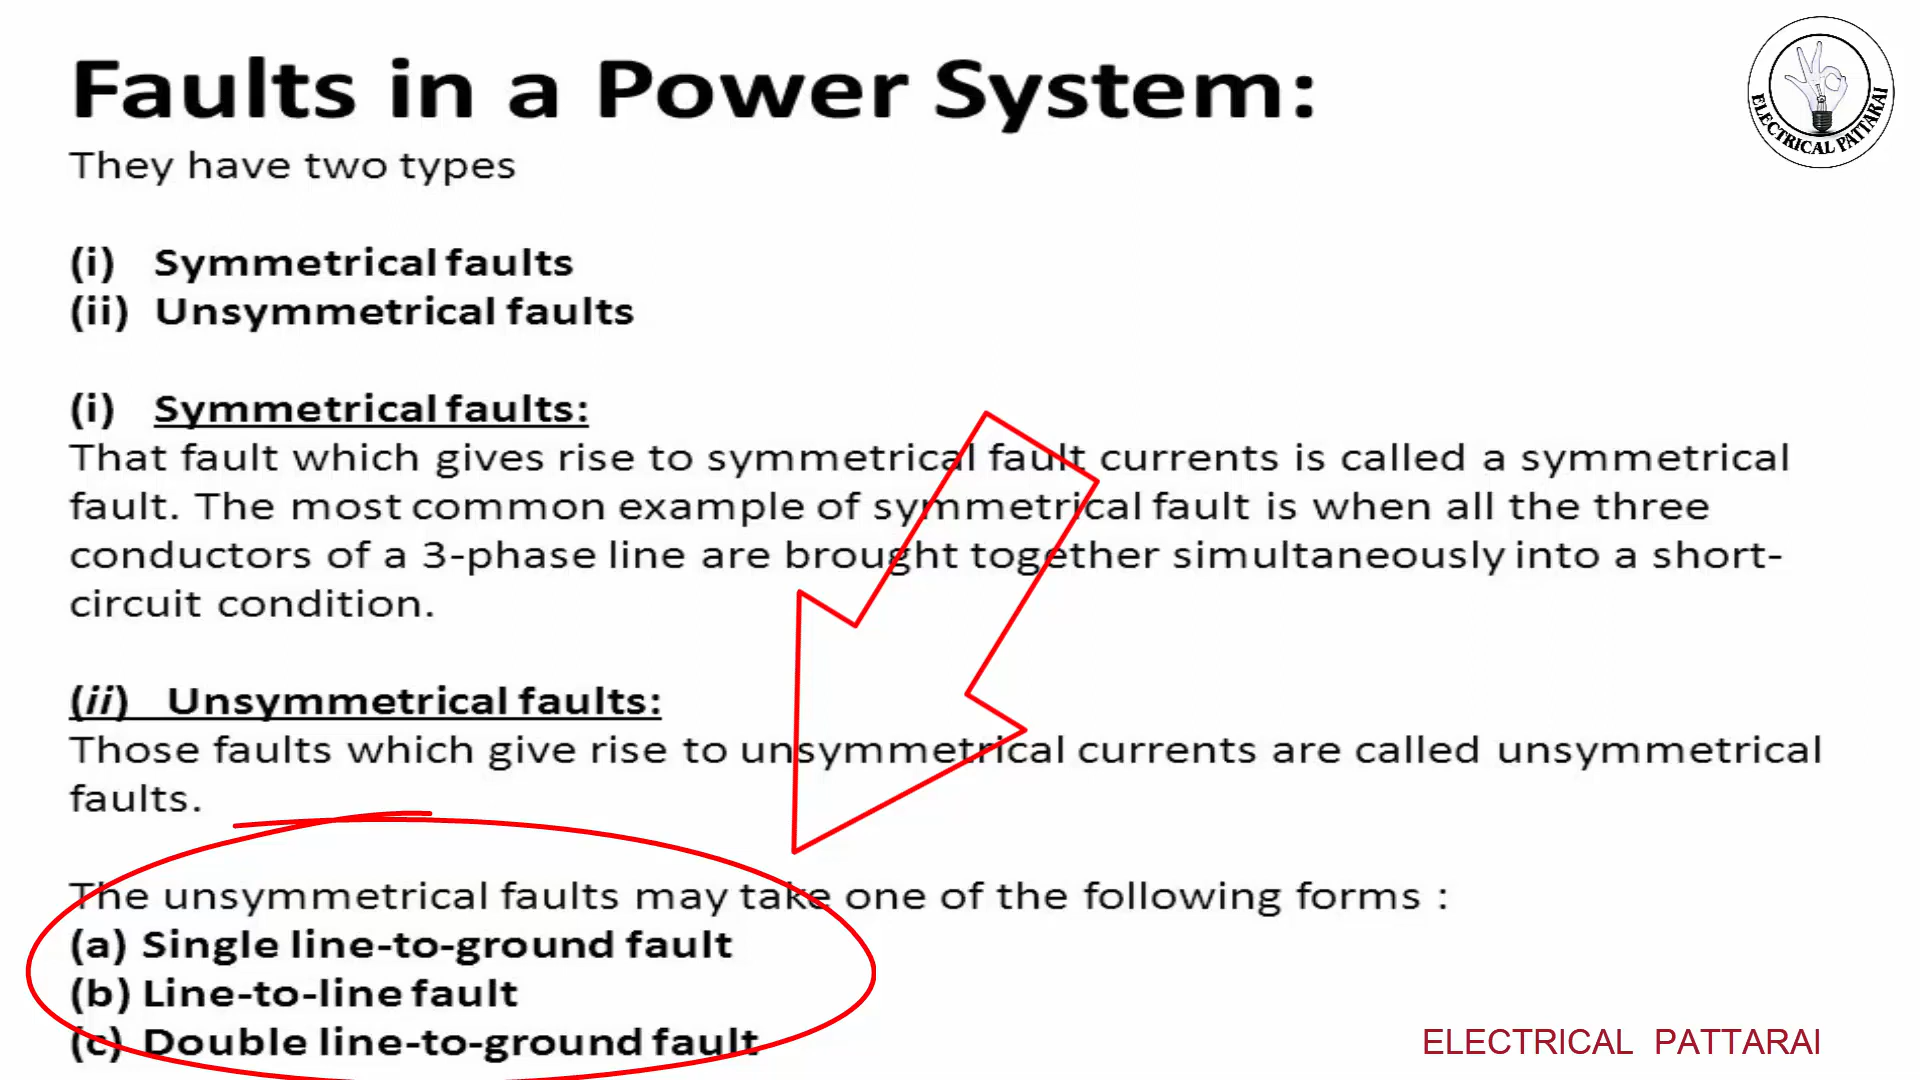 Faults in a Power System:
They have two types
(i) Symmetrical faults
(ii) Unsymmetrical faults
(i) Symmetrical faults:
That fault which gives rise to symmetrical fault currents is called a symmetrical
fault. The most common example of symmetrical fault is when all the three
conductors of a 3-phase line are brought together simultaneously into a short-
circuit condition.
(ii) Unsymmetrical faults:
Those faults which give rise to unsymmetrical currents are called unsymmetrical
faults.
The unsymmetrical faults may take one of the following forms :
(a) Single line-to-ground fault
(b) Line-to-line fault
(c) Double line-to-ground fault
ELECTRICAL PATTARAI
ELECTRICAL PATTARAI